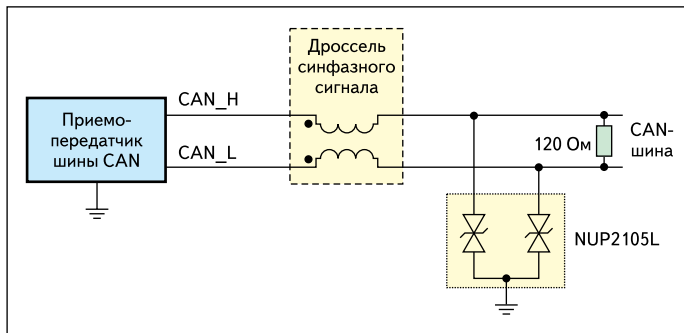 Дроссель
синфазного
сигнала
CAN_H
Приемо-
передатчик
шины CAN
CAN_L
120 Ом
CAN-
шина
NUP2105L